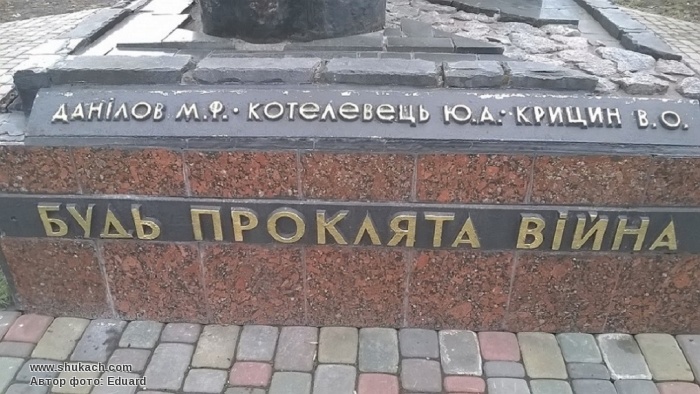 ДАНІЛОВ М.Ф. · КОТЕЛЕВЕЦЬ Ю.А. · КРИЦИН В.О.
БУДЬ ПРОКЛЯТА ВІЙНА
www.shukach.com
Автор фото: Eduard